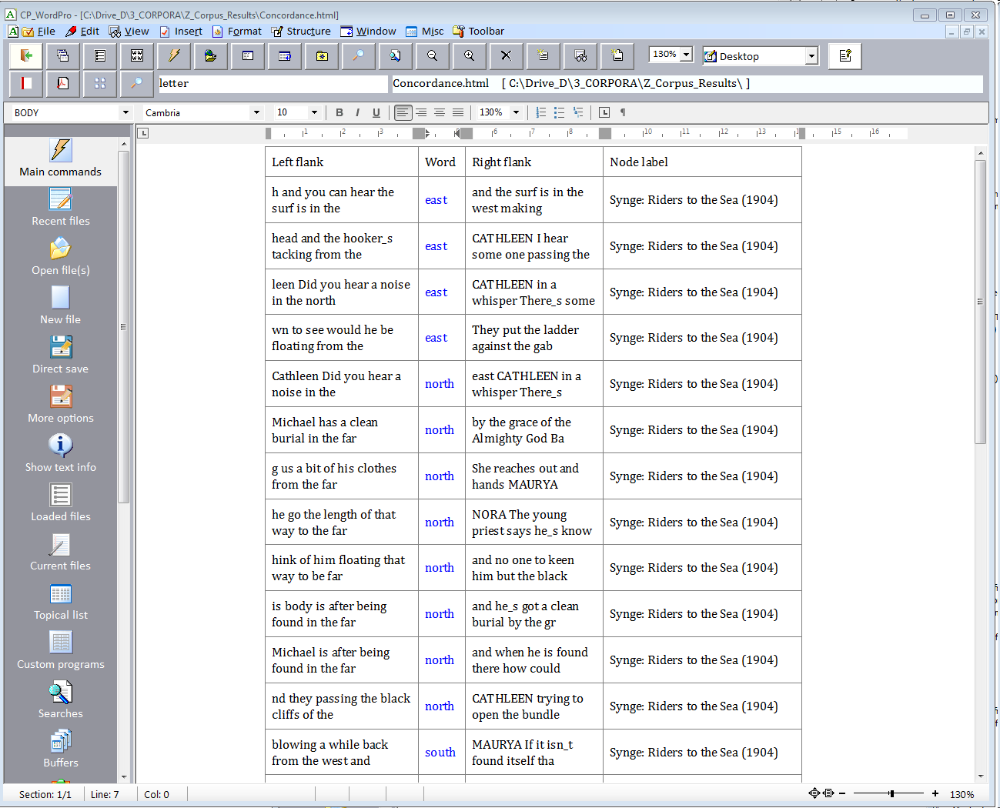 CP_WordPro - [C:\Drive_D\3_CORPORA\Z_Corpus_Results\Concordance.html]
File Edit View Insert Format Structure Window Misc Toolbar
130% Desktop
letter Concordance.html [ C:\Drive_D\3_CORPORA\Z_Corpus_Results\ ]
BODY Cambria 10 B I U 130%
1 2 3 6 7 8 10 11 12 13 15 16
Main commands
Recent files
Open file(s)
New file
Direct save
More options
Show text info
Loaded files
Current files
Topical list
Custom programs
Searches
Buffers
Left flank Word Right flank Node label
h and you can hear the
surf is in the
east
and the surf is in the
west making
Synge: Riders to the Sea (1904)
head and the hooker_s
tacking from the
east
CATHLEEN I hear
some one passing the
Synge: Riders to the Sea (1904)
leen Did you hear a noise
in the north
east
CATHLEEN in a
whisper There_s some
Synge: Riders to the Sea (1904)
wn to see would he be
floating from the
east
They put the ladder
against the gab
Synge: Riders to the Sea (1904)
Cathleen Did you hear a
noise in the
north
east CATHLEEN in a
whisper There_s
Synge: Riders to the Sea (1904)
Michael has a clean
burial in the far
north
by the grace of the
Almighty God Ba
Synge: Riders to the Sea (1904)
g us a bit of his clothes
from the far
north
She reaches out and
hands MAURYA
Synge: Riders to the Sea (1904)
he go the length of that
way to the far
north
NORA The young
priest says he_s know
Synge: Riders to the Sea (1904)
hink of him floating that
way to be far
north
and no one to keen
him but the black
Synge: Riders to the Sea (1904)
is body is after being
found in the far
north
and he_s got a clean
burial by the gr
Synge: Riders to the Sea (1904)
Michael is after being
found in the far
north
and when he is found
there how could
Synge: Riders to the Sea (1904)
nd they passing the black
cliffs of the
north
CATHLEEN trying to
open the bundle
Synge: Riders to the Sea (1904)
blowing a while back
from the west and
south
MAURYA If it isn_t
found itself tha
Synge: Riders to the Sea (1904)
Section: 1/1 Line: 7 Col: 0 130%